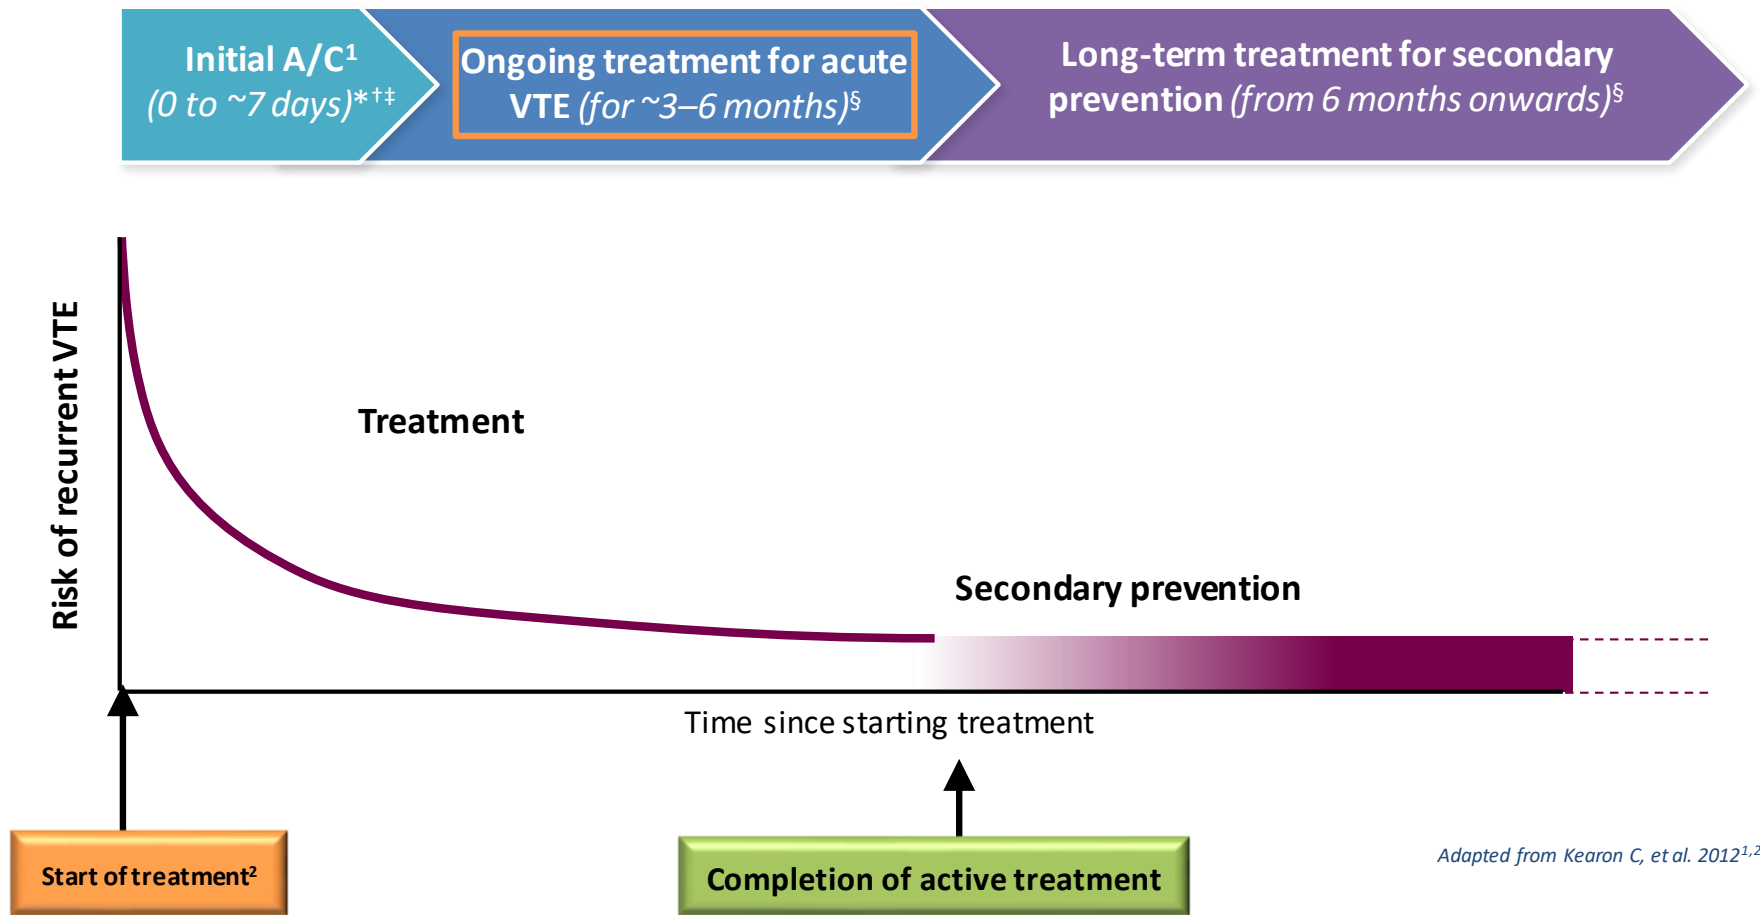 Initial A/C¹
(0 to ~7 days)*†‡
Ongoing treatment for acute
VTE (for ~3–6 months)§
Long-term treatment for secondary
prevention (from 6 months onwards)§
Risk of recurrent VTE
Treatment
Secondary prevention
Time since starting treatment
Start of treatment²
Completion of active treatment
Adapted from Kearon C, et al. 2012¹,²